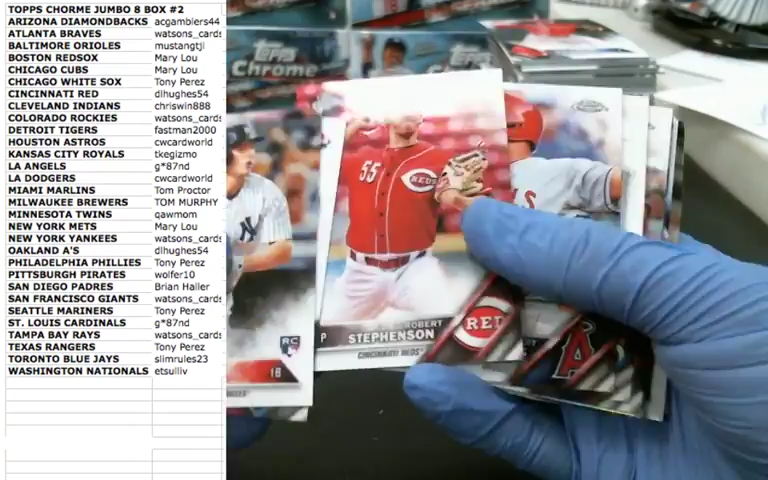 TOPPS CHORME JUMBO 8 BOX #2
ARIZONA DIAMONDBACKS acgamblers44
ATLANTA BRAVES watsons_cards
BALTIMORE ORIOLES mustangtji
BOSTON REDSOX Mary Lou
CHICAGO CUBS Mary Lou
CHICAGO WHITE SOX Tony Perez
CINCINNATI RED dlhughes54
CLEVELAND INDIANS chriswin888
COLORADO ROCKIES watsons_cards
DETROIT TIGERS fastman2000
HOUSTON ASTROS cwcardworld
KANSAS CITY ROYALS tkegizmo
LA ANGELS g*87nd
LA DODGERS cwcardworld
MIAMI MARLINS Tom Proctor
MILWAUKEE BREWERS TOM MURPHY
MINNESOTA TWINS qawmom
NEW YORK METS Mary Lou
NEW YORK YANKEES watsons_cards
OAKLAND A'S dlhughes54
PHILADELPHIA PHILLIES Tony Perez
PITTSBURGH PIRATES wolfer10
SAN DIEGO PADRES Brian Haller
SAN FRANCISCO GIANTS watsons_cards
SEATTLE MARINERS Tony Perez
ST. LOUIS CARDINALS g*87nd
TAMPA BAY RAYS watsons_cards
TEXAS RANGERS Tony Perez
TORONTO BLUE JAYS slimrules23
WASHINGTON NATIONALS etsulliv
TOPPS
Chrome
55
REDS
ROBERT
P STEPHENSON
CINCINNATI REDS
REDS
RC
16
A